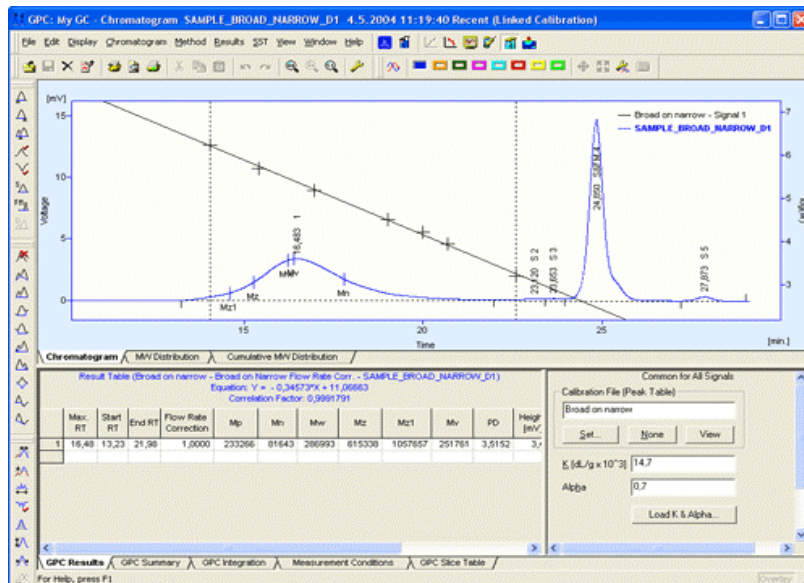 GPC: My GC - Chromatogram SAMPLE_BROAD_NARROW_D1 4.5.2004 11:19:40 Recent (Linked Calibration)
File Edit Display Chromatogram Method Results SST View Window Help
[mV]
15
10
5
0
Voltage
Broad on narrow - Signal 1
SAMPLE_BROAD_NARROW_D1
7
6
5
4
3
16,483 1
Mz1
Mz
Mv
Mn
23,120 S 2
23,653 S 3
27,873 S 5
15
20
25
Time
[min.]
Chromatogram MW Distribution Cumulative MW Distribution
Result Table (Broad on narrow - Broad on Narrow Flow Rate Corr. - SAMPLE_BROAD_NARROW_D1)
Equation: Y = - 0,34573*X + 11,06663
Correlation Factor: 0,9991791
Max. RT Start RT End RT Flow Rate Correction Mp Mn Mw Mz Mz1 Mv PD Height [mV]
1 16,48 13,23 21,98 1,0000 233266 81643 286993 615338 1057657 251761 3,5152 3,4
Common for All Signals
Calibration File (Peak Table)
Broad on narrow
Set... None View
K [dL/g x 10^3] 14,7
Alpha 0,7
Load K & Alpha...
GPC Results GPC Summary GPC Integration Measurement Conditions GPC Slice Table
For Help, press F1
Overlay